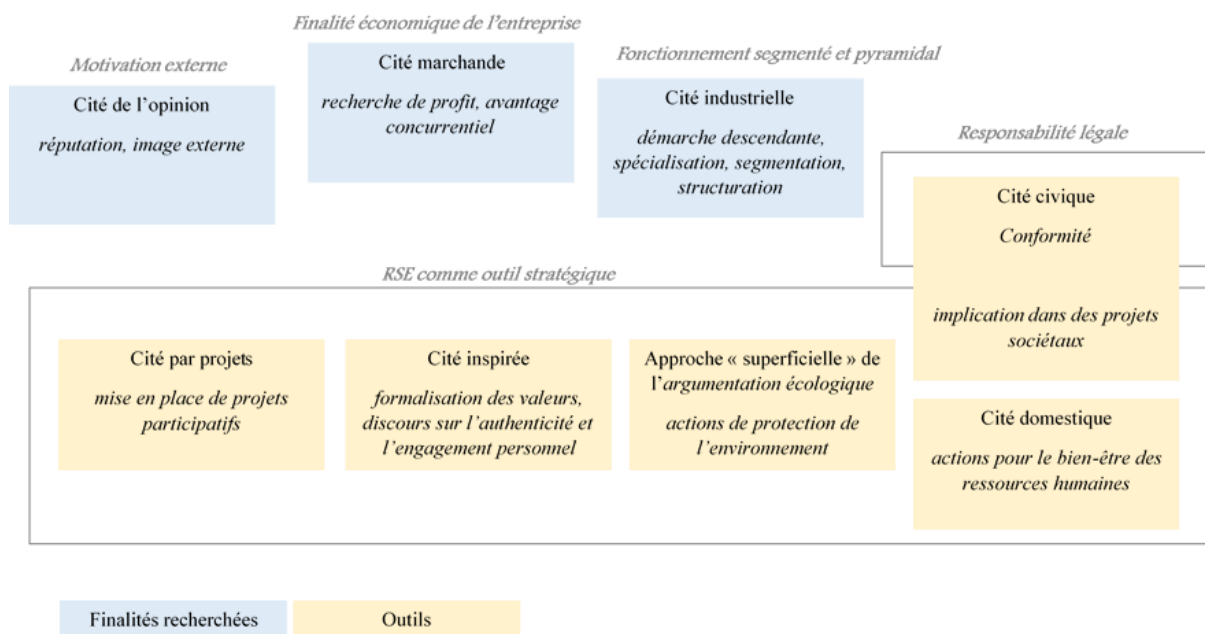 Finalité économique de l'entreprise
Motivation externe
Fonctionnement segmenté et pyramidal
Cité de l'opinion
réputation, image externe
Cité marchande
recherche de profit, avantage
concurrentiel
Cité industrielle
démarche descendante,
spécialisation, segmentation,
structuration
Responsabilité légale
Cité civique
Conformité
implication dans des projets
sociétaux
RSE comme outil stratégique
Cité par projets
mise en place de projets
participatifs
Cité inspirée
formalisation des valeurs,
discours sur l'authenticité et
l'engagement personnel
Approche « superficielle » de
l'argumentation écologique
actions de protection de
l'environnement
Cité domestique
actions pour le bien-être des
ressources humaines
Finalités recherchées
Outils